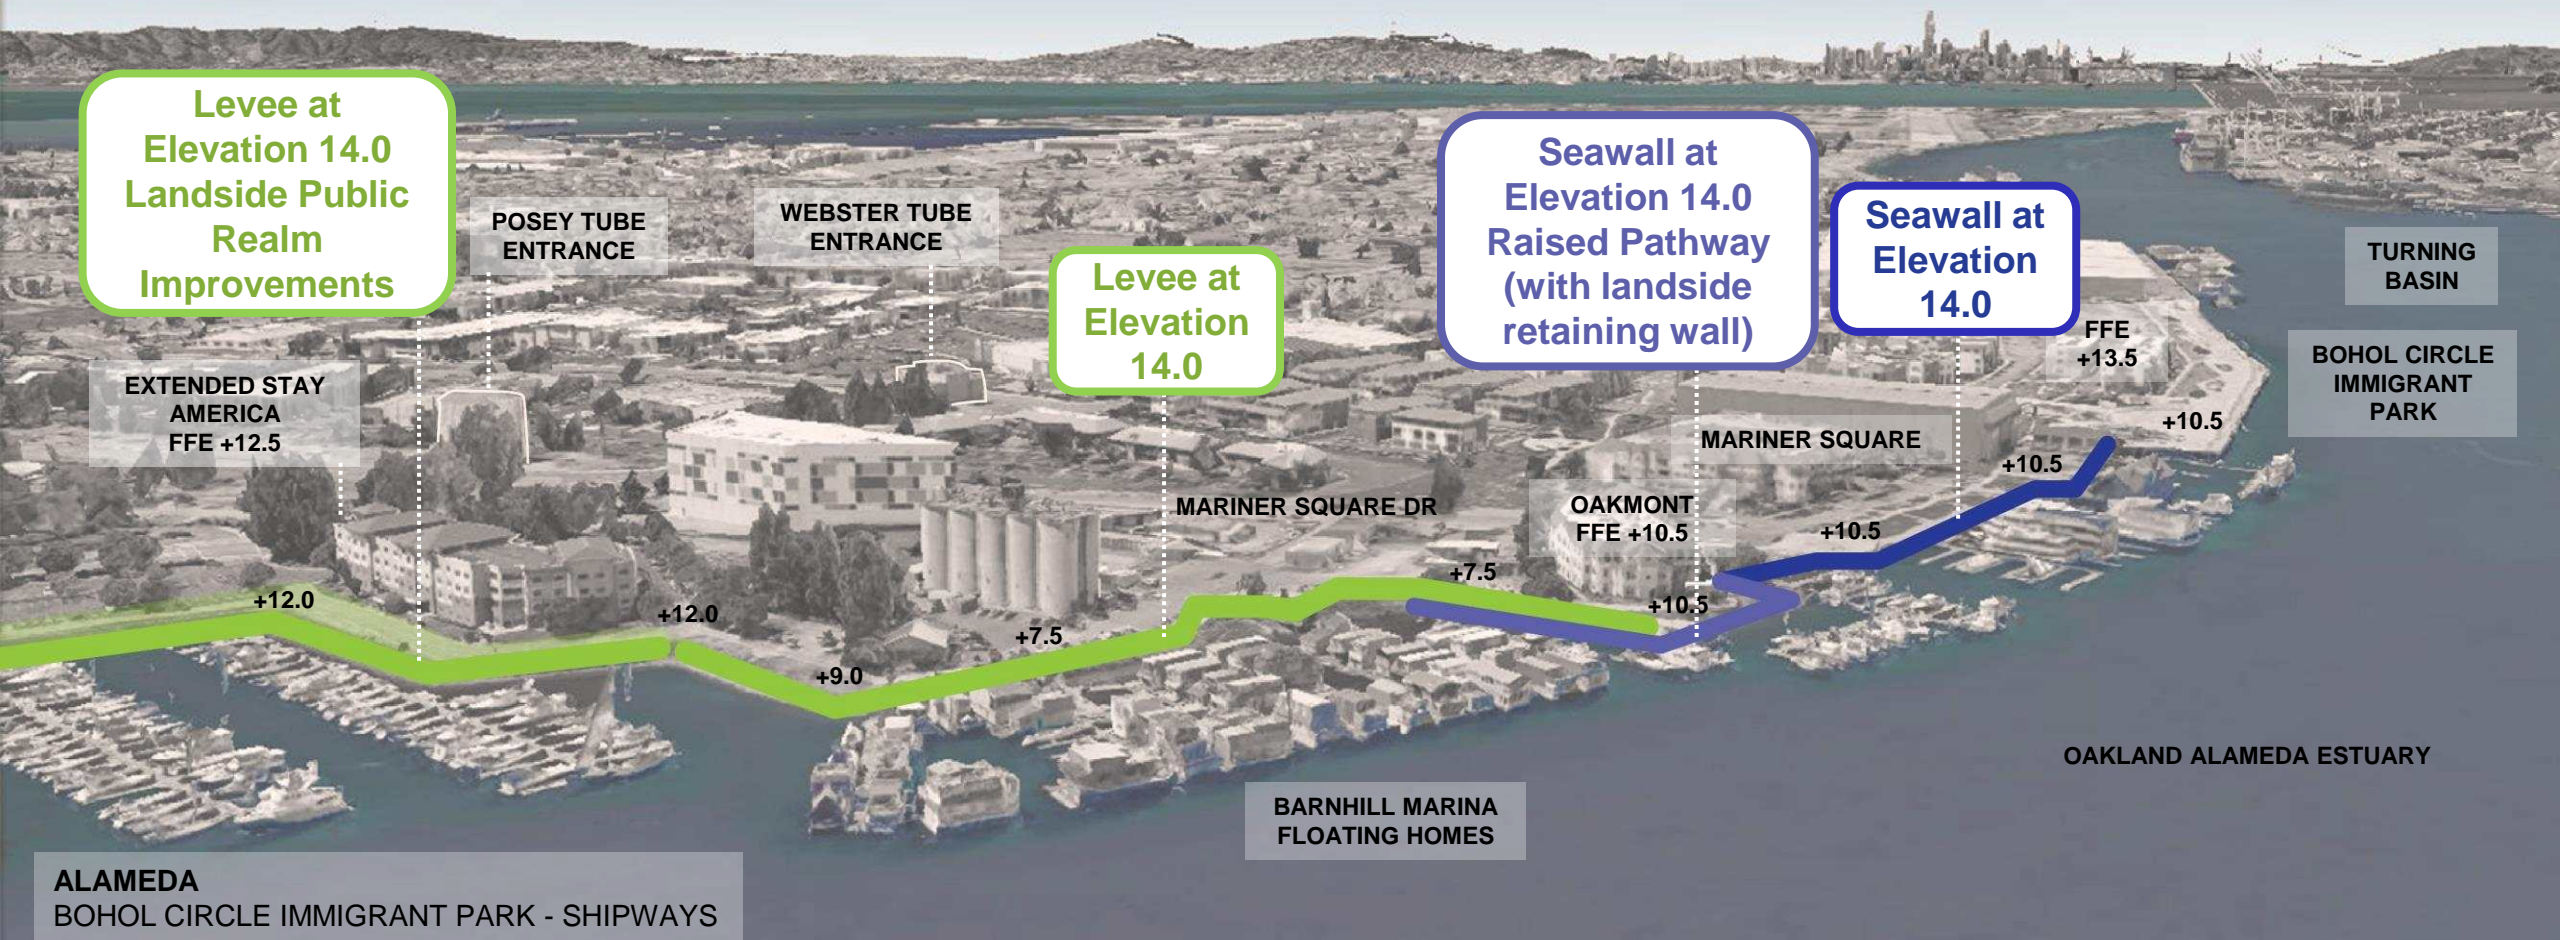 Levee at
Elevation 14.0
Landside Public
Realm
Improvements
POSEY TUBE
ENTRANCE
WEBSTER TUBE
ENTRANCE
Levee at
Elevation
14.0
Seawall at
Elevation 14.0
Raised Pathway
(with landside
retaining wall)
Seawall at
Elevation
14.0
TURNING
BASIN
FFE
+13.5
BOHOL CIRCLE
IMMIGRANT
PARK
EXTENDED STAY
AMERICA
FFE +12.5
+10.5
MARINER SQUARE
+10.5
MARINER SQUARE DR
OAKMONT
FFE +10.5
+10.5
+7.5
+12.0
+12.0
+10.5
+7.5
+9.0
OAKLAND ALAMEDA ESTUARY
BARNHILL MARINA
FLOATING HOMES
ALAMEDA
BOHOL CIRCLE IMMIGRANT PARK - SHIPWAYS